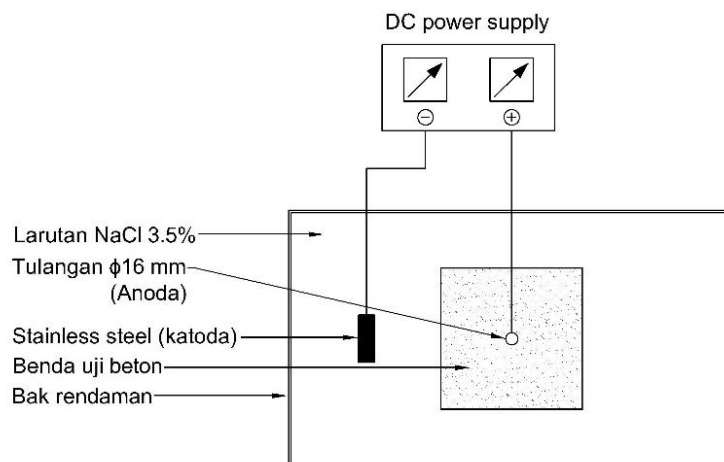 DC power supply
⊖ ⊕
Larutan NaCl 3.5%
Tulangan ϕ16 mm
(Anoda)
Stainless steel (katoda)
Benda uji beton
Bak rendaman